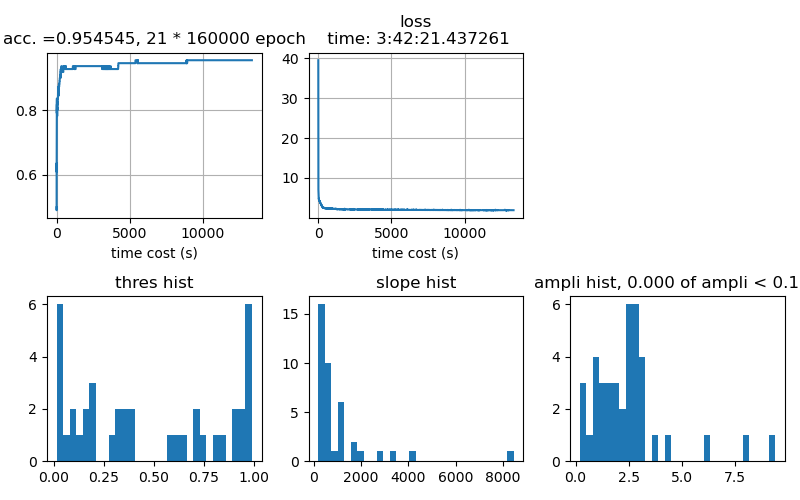 acc. =0.954545, 21 * 160000 epoch
loss
time: 3:42:21.437261
0.8
0.6
0 5000 10000
time cost (s)
40
30
20
10
0 5000 10000
time cost (s)
thres hist
6
4
2
0
0.00 0.25 0.50 0.75 1.00
slope hist
15
10
5
0
0 2000 4000 6000 8000
ampli hist, 0.000 of ampli < 0.1
6
4
2
0
0.0 2.5 5.0 7.5